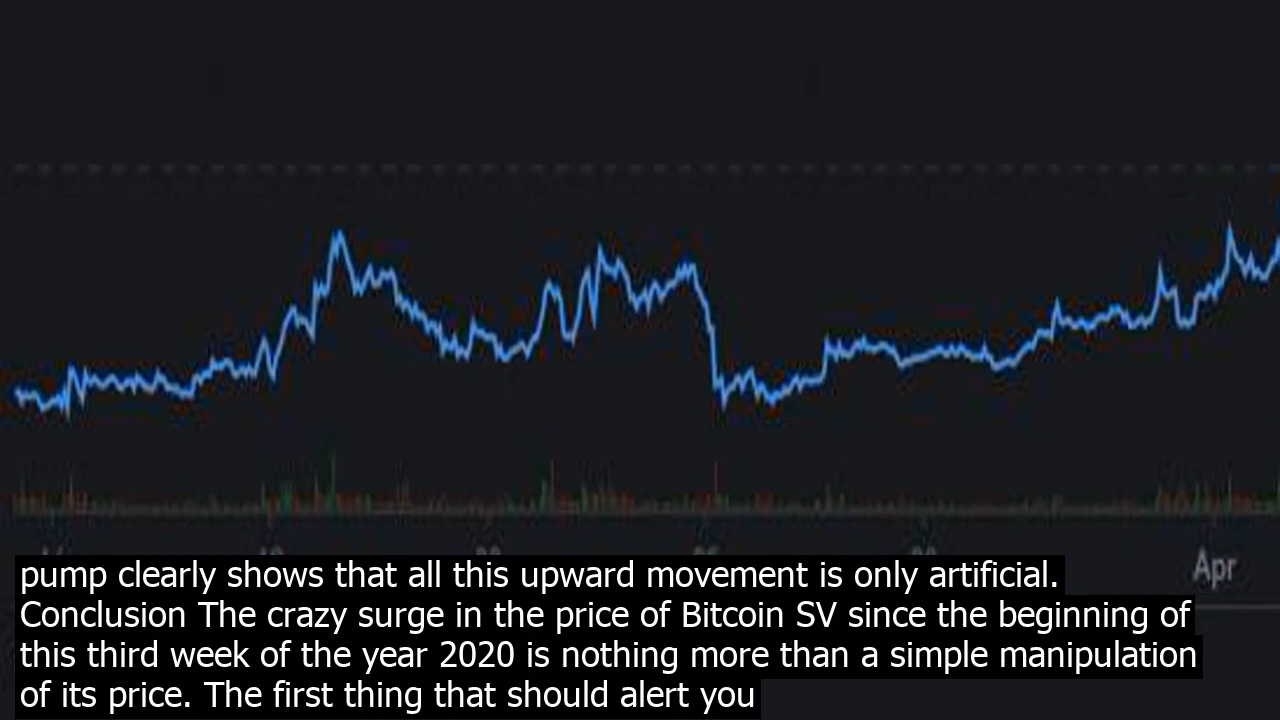 Apr
pump clearly shows that all this upward movement is only artificial.
Conclusion The crazy surge in the price of Bitcoin SV since the beginning of
this third week of the year 2020 is nothing more than a simple manipulation
of its price. The first thing that should alert you